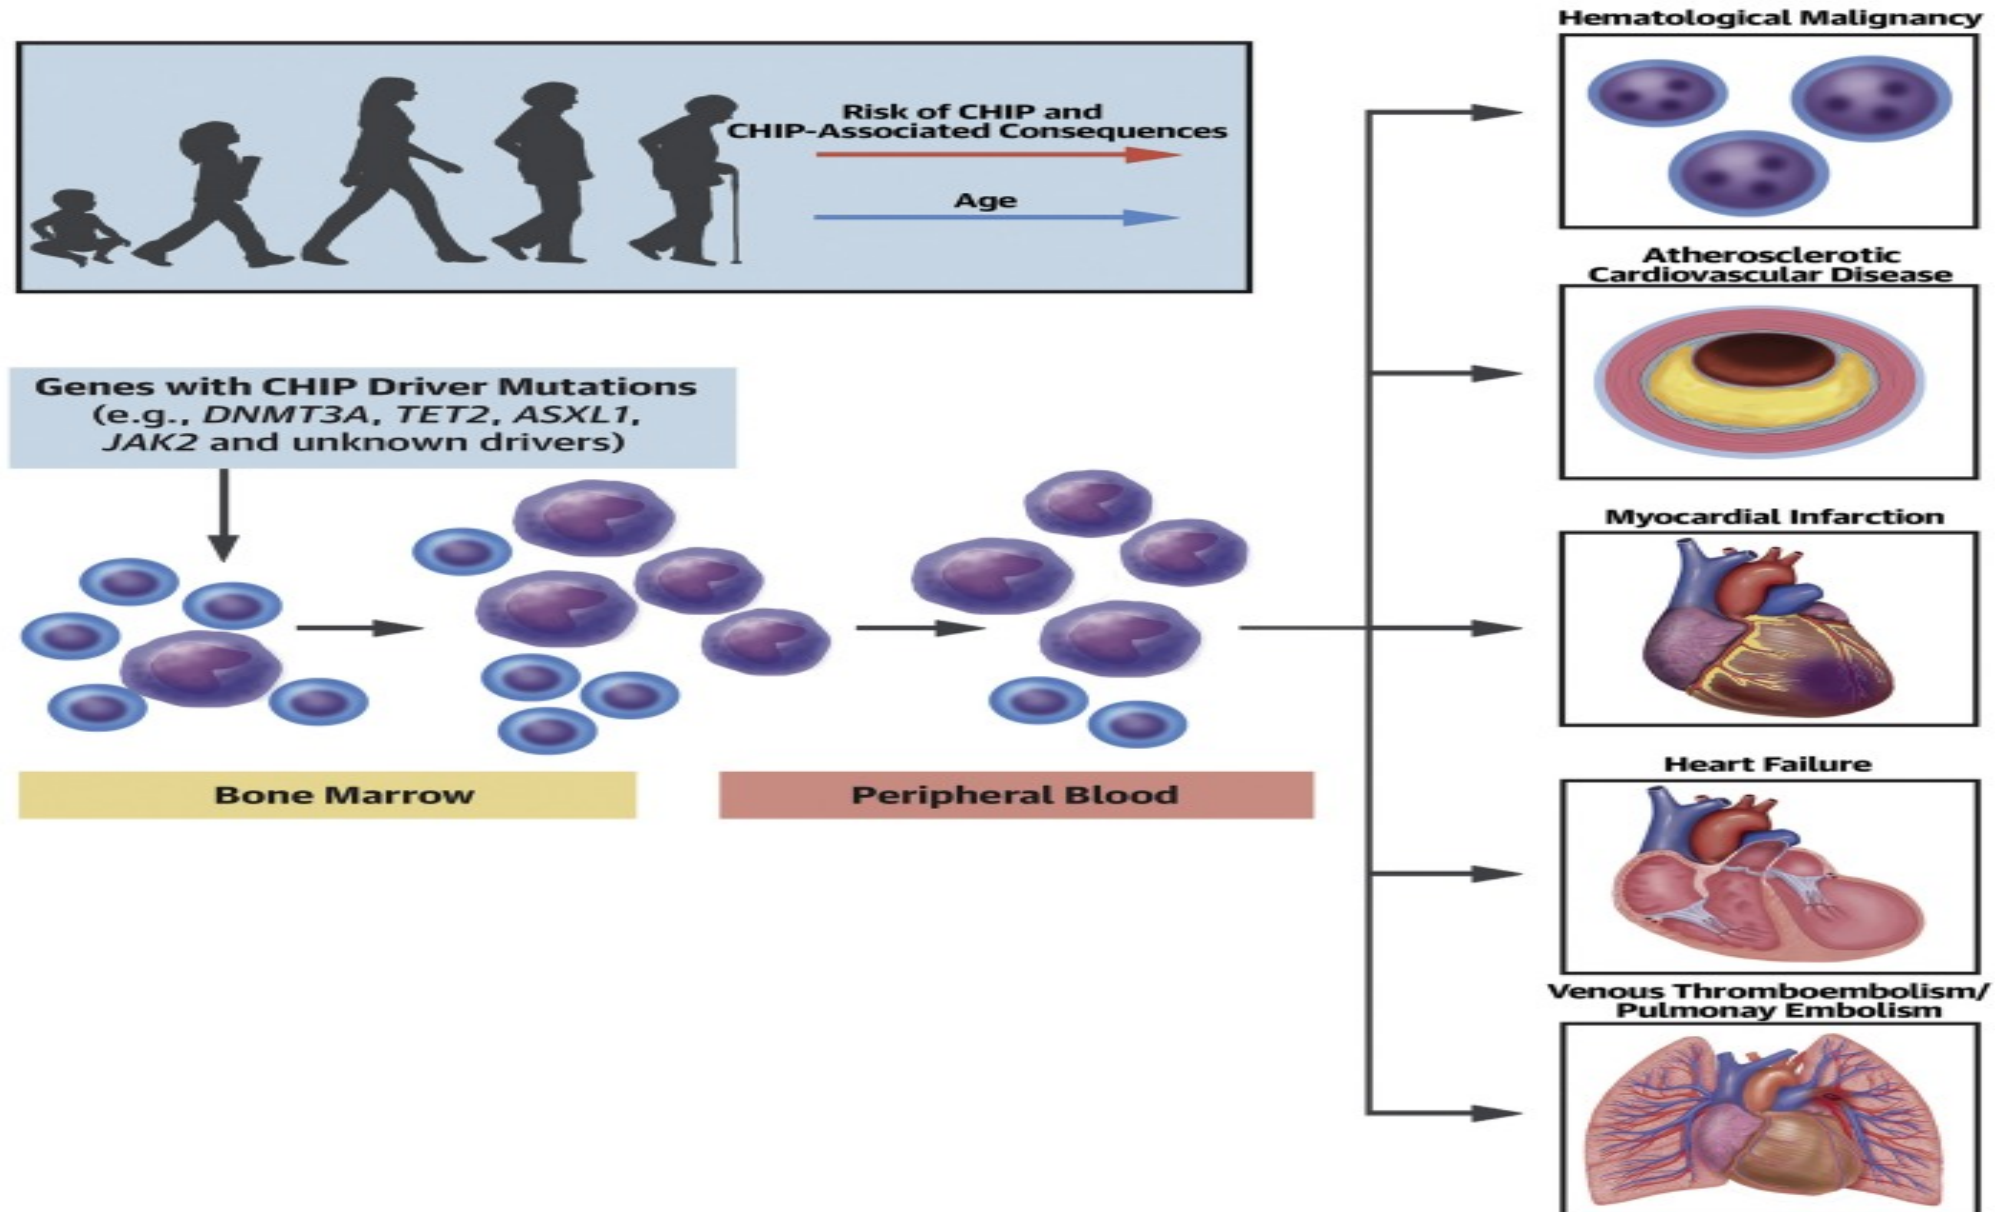 Risk of CHIP and
CHIP-Associated Consequences
Age
Genes with CHIP Driver Mutations
(e.g., DNMT3A, TET2, ASXL1,
JAK2 and unknown drivers)
Bone Marrow
Peripheral Blood
Hematological Malignancy
Atherosclerotic
Cardiovascular Disease
Myocardial Infarction
Heart Failure
Venous Thromboembolism/
Pulmonay Embolism